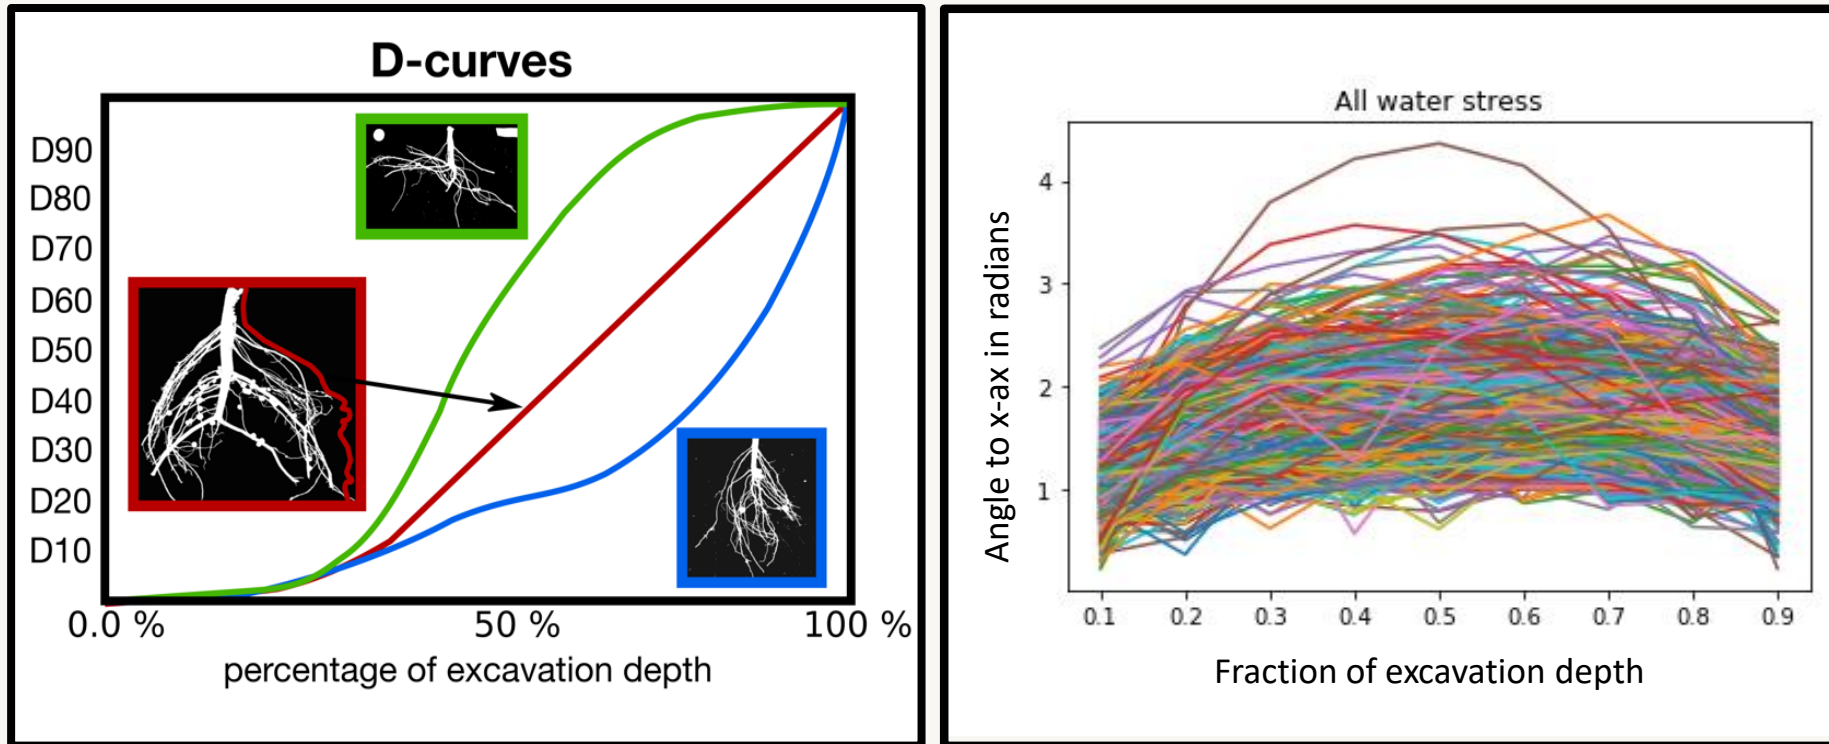 D-curves
D90
D80
D70
D60
D50
D40
D30
D20
D10
0.0 % 50 % 100 %
percentage of excavation depth
All water stress
Angle to x-ax in radians
4
3
2
1
0.1 0.2 0.3 0.4 0.5 0.6 0.7 0.8 0.9
Fraction of excavation depth